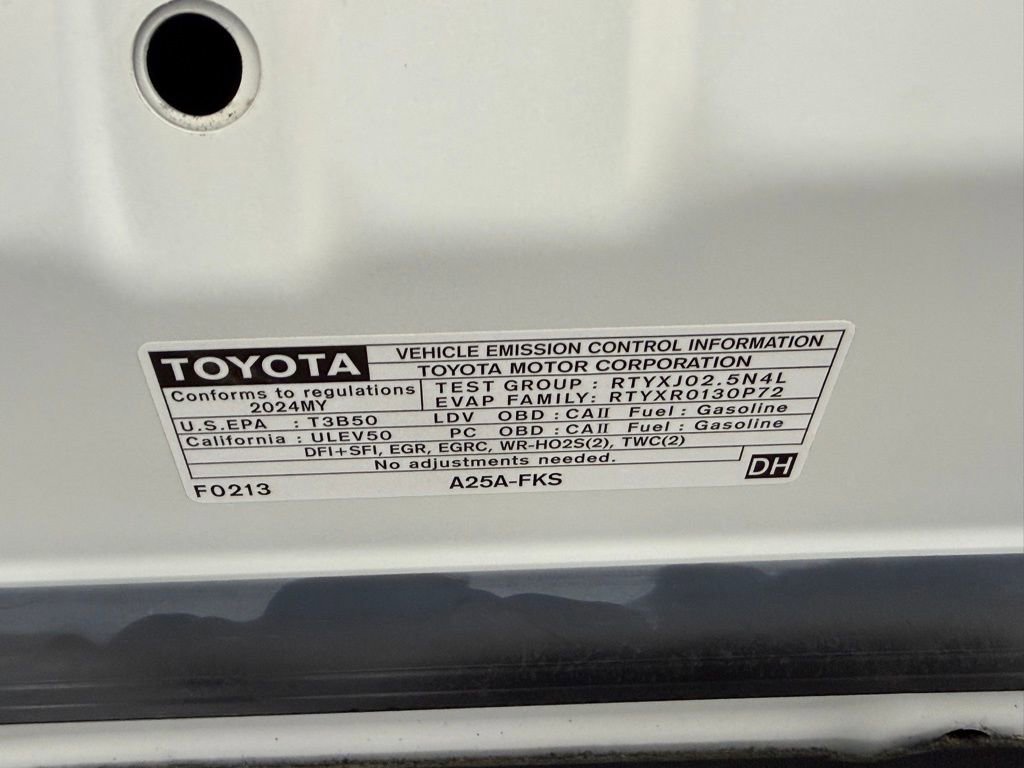 TOYOTA
VEHICLE EMISSION CONTROL INFORMATION
TOYOTA MOTOR CORPORATION
Conforms to regulations
2024MY
TEST GROUP : RTYXJ02.5N4L
EVAP FAMILY: RTYXR0130P72
U.S.EPA : T3B50 LDV OBD : CAII Fuel : Gasoline
California : ULEV50 PC OBD : CAII Fuel : Gasoline
DFI+SFI, EGR, EGRC, WR-HO2S(2), TWC(2)
No adjustments needed.
DH
F0213 A25A-FKS